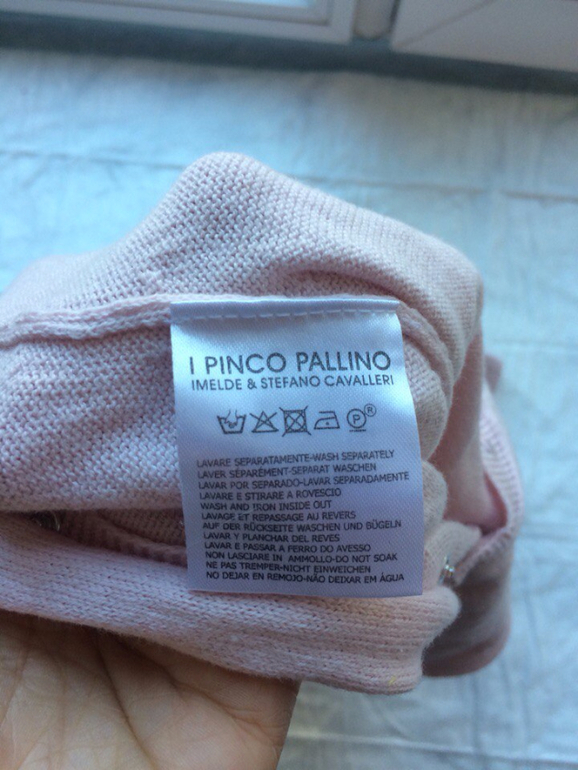 I PINCO PALLINO
IMELDE & STEFANO CAVALLERI
P®
LAVARE SEPARATAMENTE-WASH SEPARATELY
LAVER SÉPARÉMENT-SEPARAT WASCHEN
LAVAR POR SEPARADO-LAVAR SEPARADAMENTE
LAVARE E STIRARE A ROVESCIO
WASH AND IRON INSIDE OUT
LAVAGE ET REPASSAGE AU REVERS
AUF DER RÜCKSEITE WASCHEN UND BÜGELN
LAVAR Y PLANCHAR DEL REVES
LAVAR E PASSAR A FERRO DO AVESSO
NON LASCIARE IN AMMOLLO-DO NOT SOAK
NE PAS TREMPER-NICHT EINWEICHEN
NO DEJAR EN REMOJO-NÃO DEIXAR EM ÀGUA